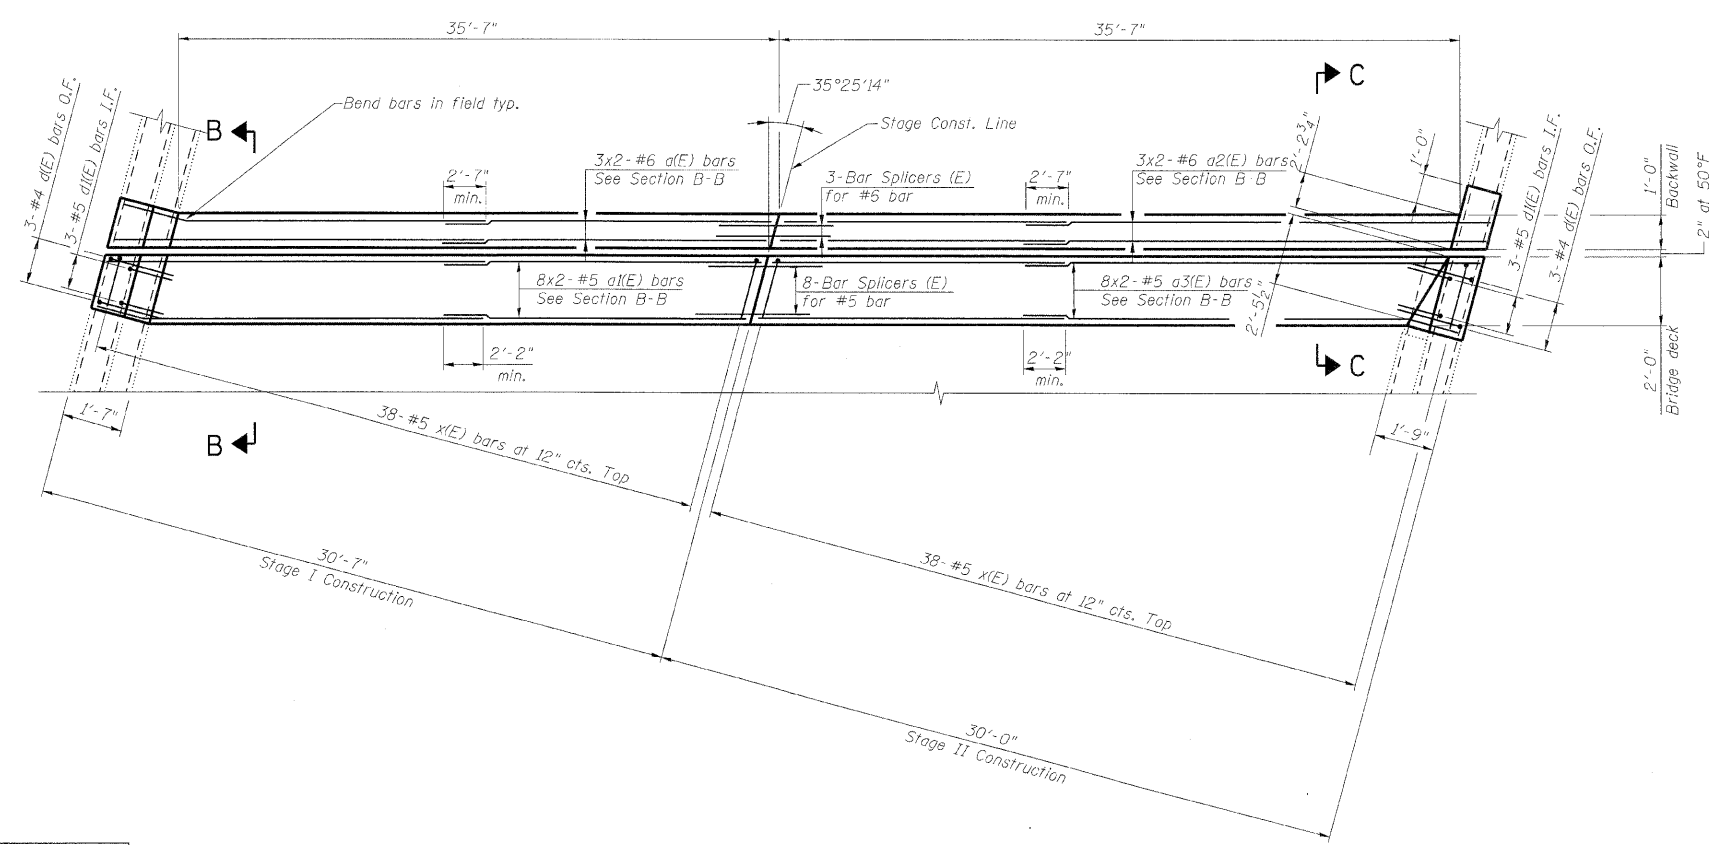 35'-7"
35'-7"
35°25'14"
Bend bars in field typ.
Stage Const. Line
B
C
3-#4 d(E) bars O.F.
3-#5 d1(E) bars I.F.
2'-7"
min.
3x2-#6 a(E) bars
See Section B-B
3-Bar Splicers (E)
for #6 bar
2'-7"
min.
3x2-#6 a2(E) bars
See Section B-B
2'-2 3/4"
1'-0"
3-#5 d1(E) bars I.F.
3-#4 d(E) bars O.F.
1'-0"
Backwall
2" at 50°F
8x2-#5 a1(E) bars
See Section B-B
8-Bar Splicers (E)
for #5 bar
8x2-#5 a3(E) bars
See Section B-B
2'-5 1/2"
2'-0"
Bridge deck
2'-2"
min.
2'-2"
min.
C
1'-7"
B
1'-9"
38-#5 x(E) bars at 12" cts. Top
38-#5 x(E) bars at 12" cts. Top
30'-7"
Stage I Construction
30'-0"
Stage II Construction